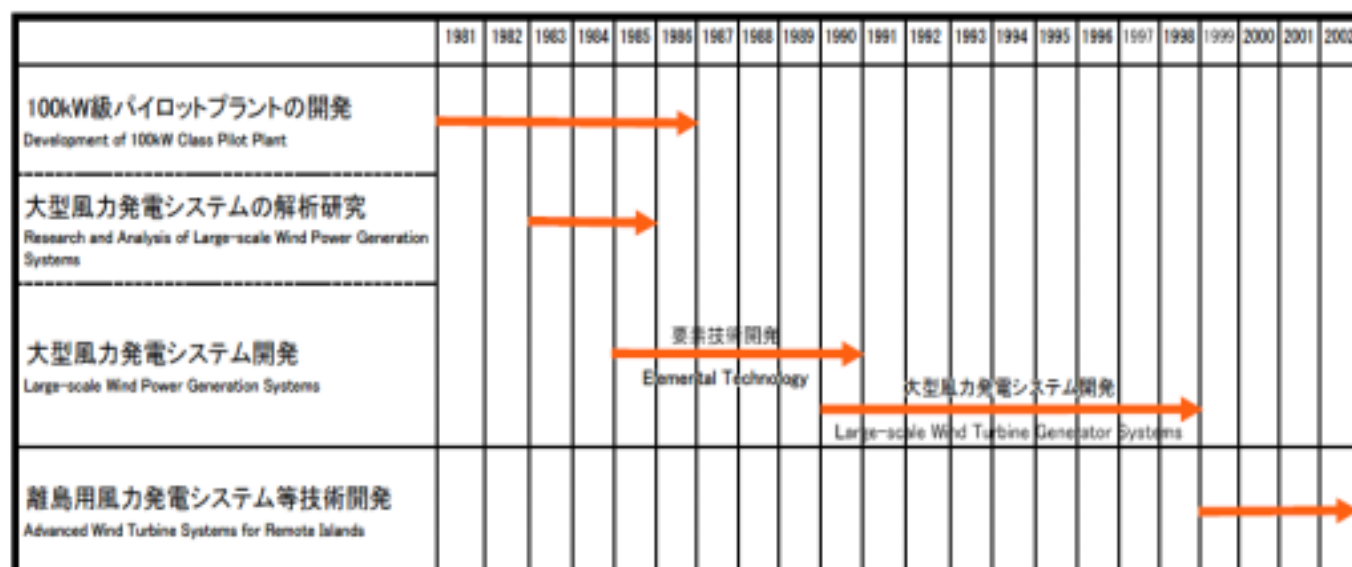 1981 1982 1983 1984 1985 1986 1987 1988 1989 1990 1991 1992 1993 1994 1995 1996 1997 1998 1999 2000 2001 2002
100kW級パイロットプラントの開発
Development of 100kW Class Pilot Plant
大型風力発電システムの解析研究
Research and Analysis of Large-scale Wind Power Generation
Systems
要素技術開発
大型風力発電システム開発
Large-scale Wind Power Generation Systems
Elemental Technology
大型風力発電システム開発
Large-scale Wind Turbine Generator Systems
離島用風力発電システム等技術開発
Advanced Wind Turbine Systems for Remote Islands